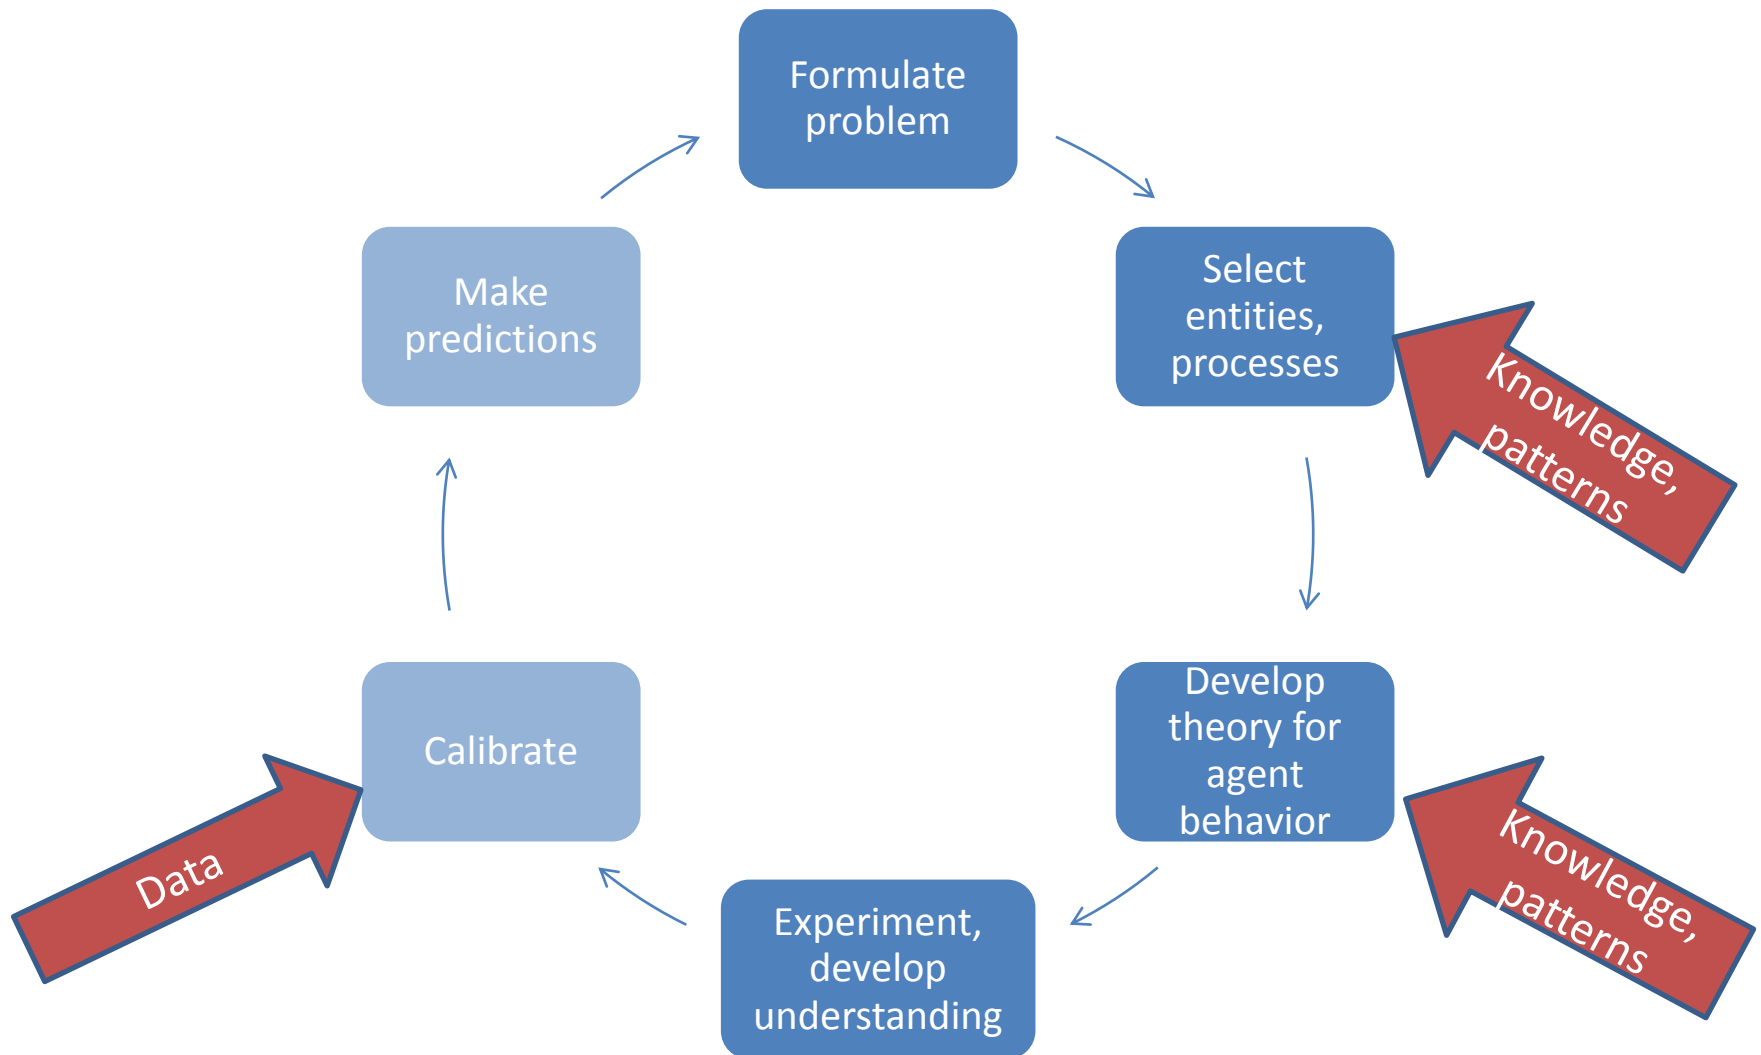 Formulate
problem
Select
entities,
processes
Knowledge,
patterns
Develop
theory for
agent
behavior
Knowledge,
patterns
Experiment,
develop
understanding
Calibrate
Data
Make
predictions